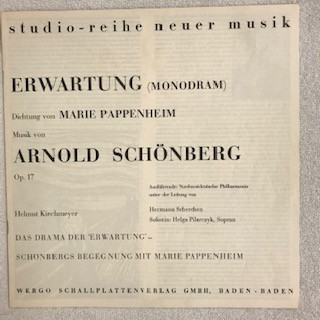 studio-reihe neuer musik
ERWARTUNG (MONODRAM)
Dichtung von MARIE PAPPENHEIM
Musik von
ARNOLD SCHÖNBERG
Op. 17
Ausführende: Nordwestdeutsche Philharmonie
unter der Leitung von
Helmut Kirchmeyer
Hermann Scherchen
Solistin: Helga Pilarczyk, Sopran
DAS DRAMA DER 'ERWARTUNG' –
SCHÖNBERGS BEGEGNUNG MIT MARIE PAPPENHEIM
WERGO SCHALLPLATTENVERLAG GMBH, BADEN-BADEN